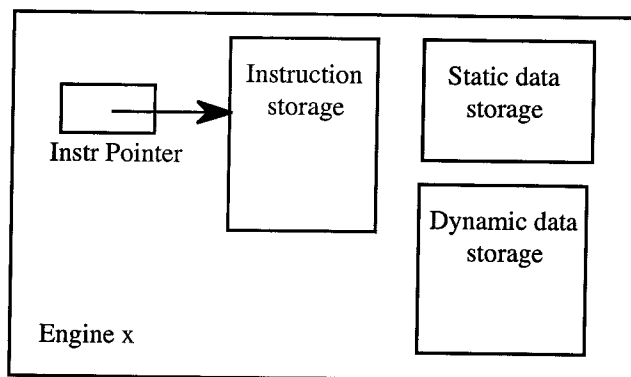 Instruction
storage
Static data
storage
Instr Pointer
Dynamic data
storage
Engine x